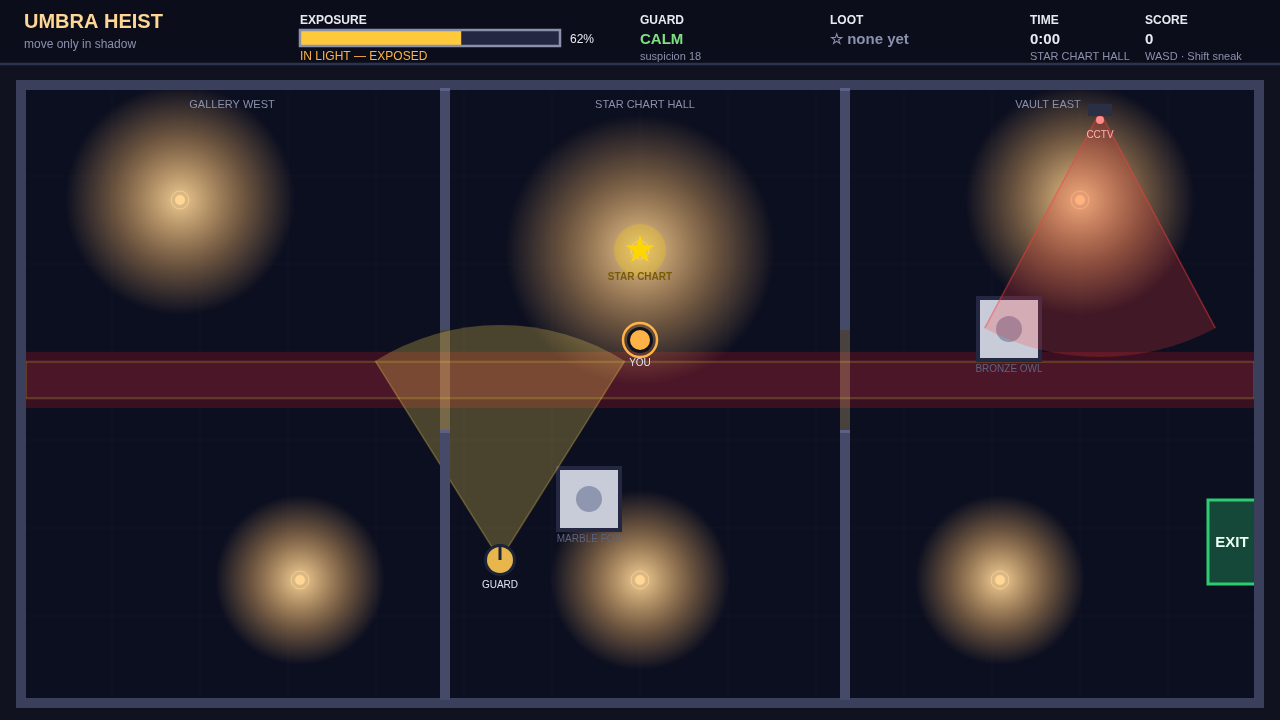 UMBRA HEIST
move only in shadow
EXPOSURE
62%
IN LIGHT — EXPOSED
GUARD
CALM
suspicion 18
LOOT
☆ none yet
TIME
0:00
STAR CHART HALL
SCORE
0
WASD · Shift sneak
GALLERY WEST
STAR CHART HALL
VAULT EAST
CCTV
STAR CHART
YOU
BRONZE OWL
MARBLE
GUARD
EXIT